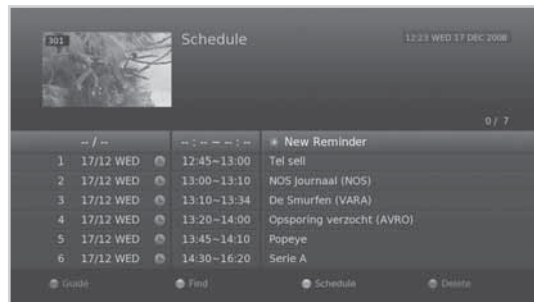 301
Schedule
12:23 WED 17 DEC 2008
0 / 7
-- / -- -- : -- ~ -- : -- New Reminder
1 17/12 WED 12:45~13:00 Tel sell
2 17/12 WED 13:00~13:10 NOS Journaal (NOS)
3 17/12 WED 13:10~13:34 De Smurfen (VARA)
4 17/12 WED 13:20~14:00 Opsporing verzocht (AVRO)
5 17/12 WED 13:45~14:10 Popeye
6 17/12 WED 14:30~16:20 Serie A
Guide Find Schedule Delete